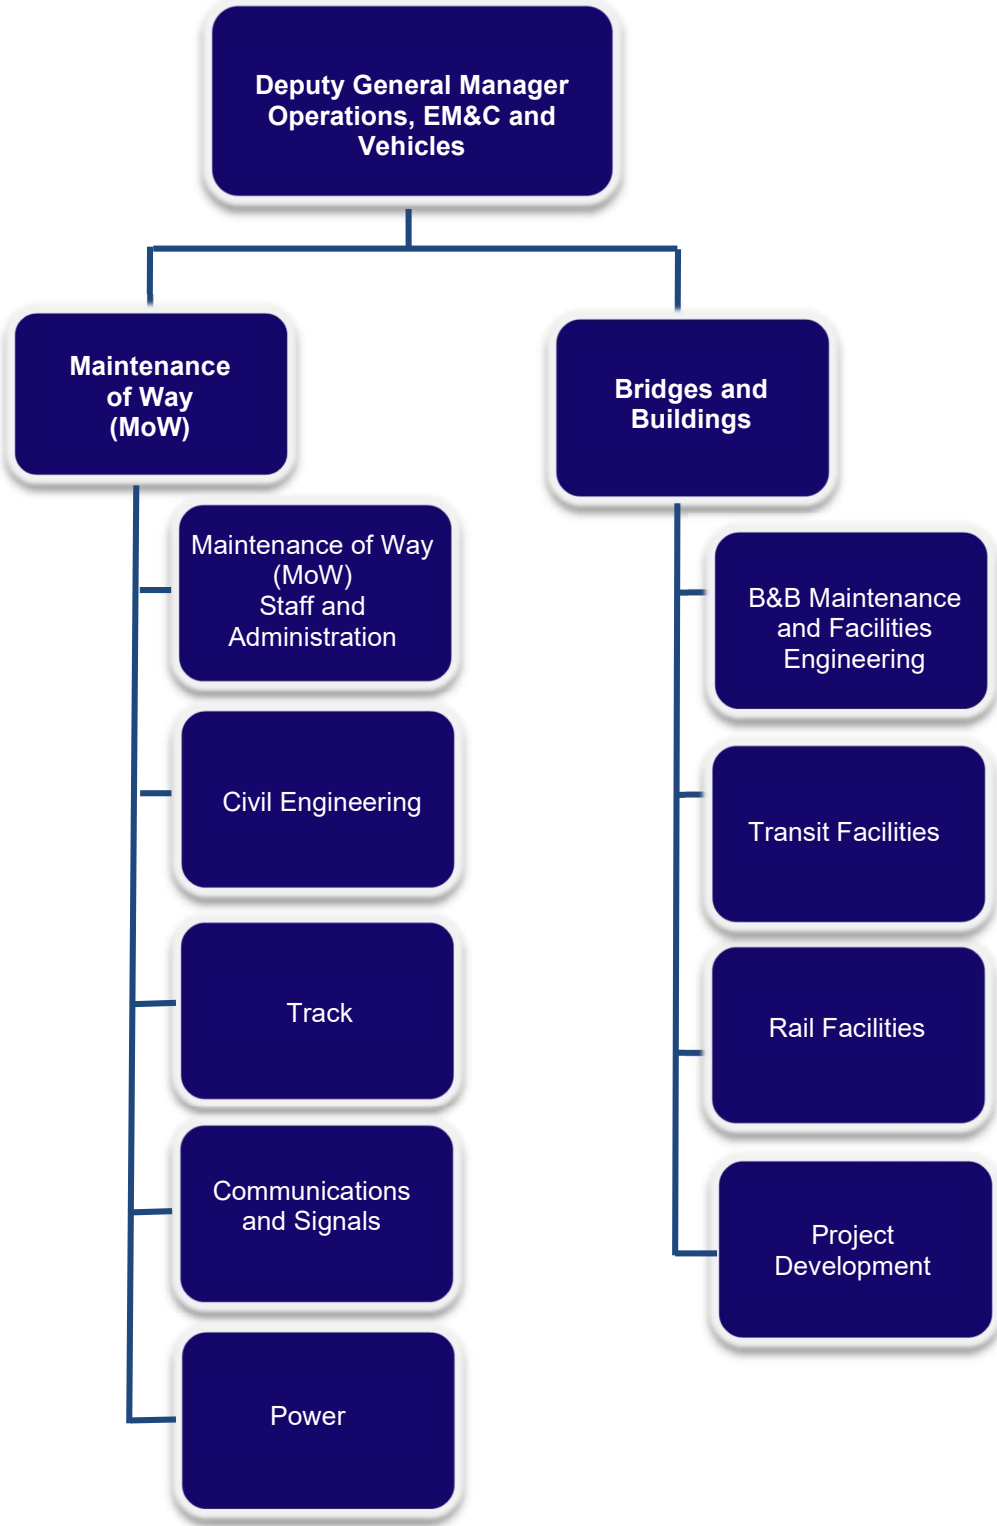 Deputy General Manager
Operations, EM&C and
Vehicles
Maintenance
of Way
(MoW)
Maintenance of Way
(MoW)
Staff and
Administration
Civil Engineering
Track
Communications
and Signals
Power
Bridges and
Buildings
B&B Maintenance
and Facilities
Engineering
Transit Facilities
Rail Facilities
Project
Development